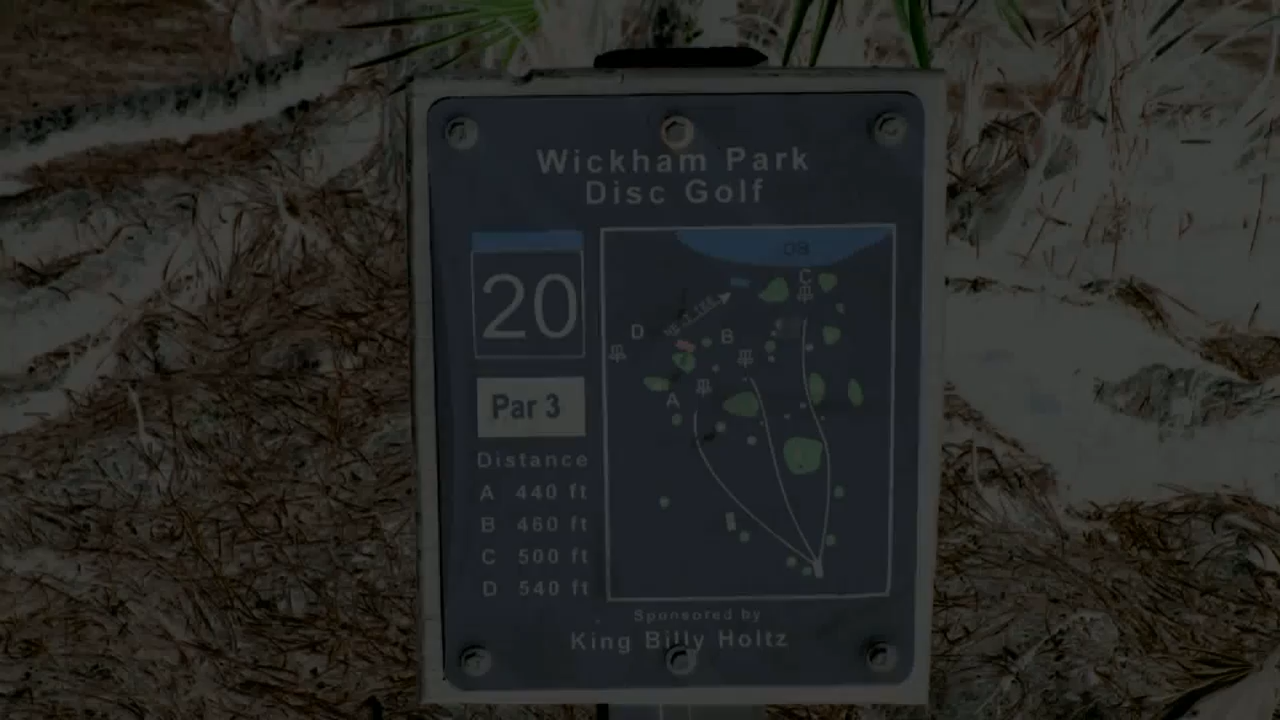 Wickham Park
Disc Golf
20
Par 3
Distance
A 440 ft
B 460 ft
C 500 ft
D 540 ft
OB
C
D
B
A
Sponsored by
King Billy Holtz